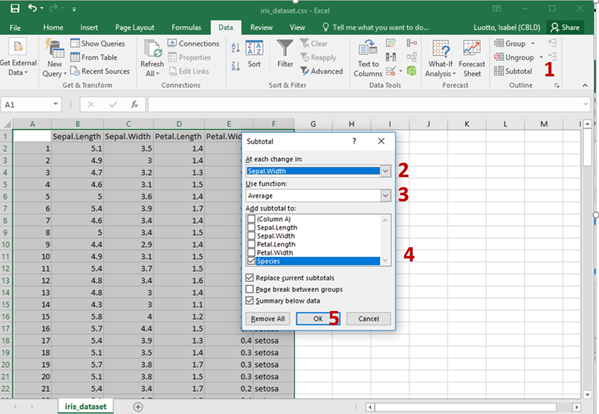 iris_dataset.csv - Excel
File Home Insert Page Layout Formulas Data Review View Tell me what you want to do... Luotto, Isabel (CBLD) Share
Get External Data
New Query
Show Queries
From Table
Recent Sources
Get & Transform
Refresh All
Connections
Properties
Edit Links
Connections
Sort
Filter
Clear
Reapply
Advanced
Sort & Filter
Text to Columns
Data Tools
What-If Analysis
Forecast Sheet
Forecast
Group
Ungroup
Subtotal
Outline
1
A1
fx
A B C D E F G H I J K L M
1 Sepal.Length Sepal.Width Petal.Length Petal.Wi
2 1 5.1 3.5 1.4
3 2 4.9 3 1.4
4 3 4.7 3.2 1.3
5 4 4.6 3.1 1.5
6 5 5 3.6 1.4
7 6 5.4 3.9 1.7
8 7 4.6 3.4 1.4
9 8 5 3.4 1.5
10 9 4.4 2.9 1.4
11 10 4.9 3.1 1.5
12 11 5.4 3.7 1.5
13 12 4.8 3.4 1.6
14 13 4.8 3 1.4
15 14 4.3 3 1.1
16 15 5.8 4 1.2
17 16 5.7 4.4 1.5
18 17 5.4 3.9 1.3 0.4 setosa
19 18 5.1 3.5 1.4 0.3 setosa
20 19 5.7 3.8 1.7 0.3 setosa
21 20 5.1 3.8 1.5 0.3 setosa
22 21 5.4 3.4 1.7 0.2 setosa
Subtotal
?
At each change in:
Sepal.Width
2
Use function:
Average
3
Add subtotal to:
(Column A)
Sepal.Length
Sepal.Width
Petal.Length
Petal.Width
Species
4
Replace current subtotals
Page break between groups
Summary below data
Remove All OK 5 Cancel
iris_dataset